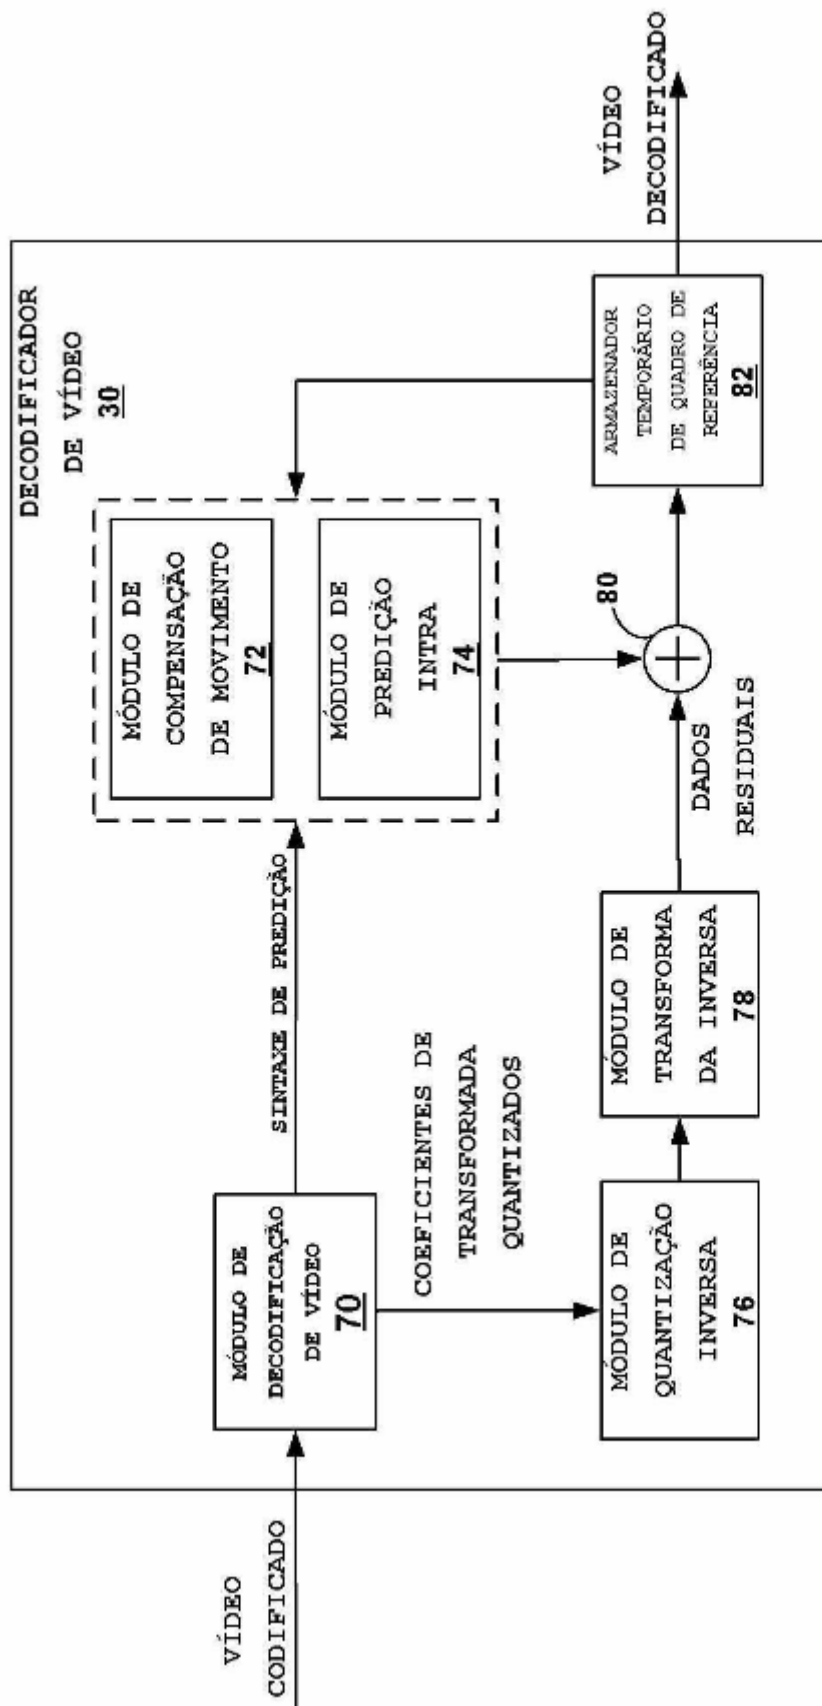 DECODIFICADOR
DE VÍDEO
30
VÍDEO
CODIFICADO
MÓDULO DE
DECODIFICAÇÃO
DE VÍDEO
70
SINTAXE DE PREDIÇÃO
COEFICIENTES DE
TRANSFORMADA
QUANTIZADOS
MÓDULO DE
COMPENSAÇÃO
DE MOVIMENTO
72
MÓDULO DE
PREDIÇÃO
INTRA
74
MÓDULO DE
QUANTIZAÇÃO
INVERSA
76
MÓDULO DE
TRANSFORMA
DA INVERSA
78
DADOS
RESIDUAIS
80
ARMAZENADOR
TEMPORÁRIO
DE QUADRO DE
REFERÊNCIA
82
VÍDEO
DECODIFICADO